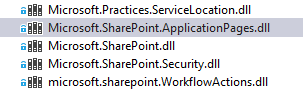 Microsoft.Practices.ServiceLocation.dll
Microsoft.SharePoint.ApplicationPages.dll
Microsoft.SharePoint.dll
Microsoft.SharePoint.Security.dll
microsoft.sharepoint.WorkflowActions.dll